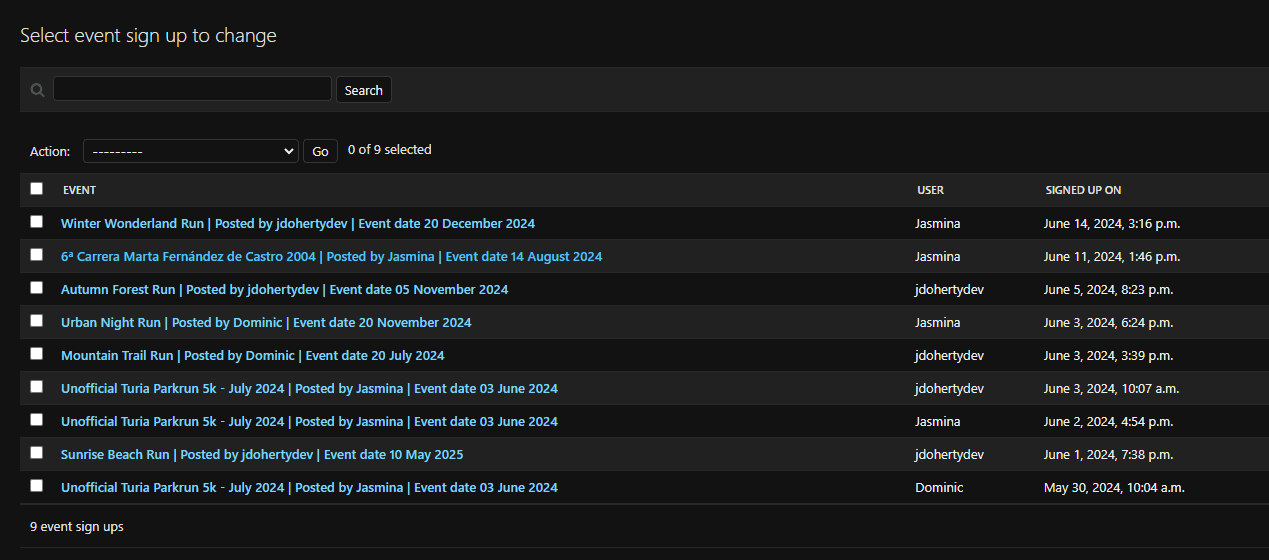 Select event sign up to change
Search
Action: --------- Go 0 of 9 selected
EVENT USER SIGNED UP ON
Winter Wonderland Run | Posted by jdohertydev | Event date 20 December 2024 Jasmina June 14, 2024, 3:16 p.m.
6ª Carrera Marta Fernández de Castro 2004 | Posted by Jasmina | Event date 14 August 2024 Jasmina June 11, 2024, 1:46 p.m.
Autumn Forest Run | Posted by jdohertydev | Event date 05 November 2024 jdohertydev June 5, 2024, 8:23 p.m.
Urban Night Run | Posted by Dominic | Event date 20 November 2024 Jasmina June 3, 2024, 6:24 p.m.
Mountain Trail Run | Posted by Dominic | Event date 20 July 2024 jdohertydev June 3, 2024, 3:39 p.m.
Unofficial Turia Parkrun 5k - July 2024 | Posted by Jasmina | Event date 03 June 2024 jdohertydev June 3, 2024, 10:07 a.m.
Unofficial Turia Parkrun 5k - July 2024 | Posted by Jasmina | Event date 03 June 2024 Jasmina June 2, 2024, 4:54 p.m.
Sunrise Beach Run | Posted by jdohertydev | Event date 10 May 2025 jdohertydev June 1, 2024, 7:38 p.m.
Unofficial Turia Parkrun 5k - July 2024 | Posted by Jasmina | Event date 03 June 2024 Dominic May 30, 2024, 10:04 a.m.
9 event sign ups